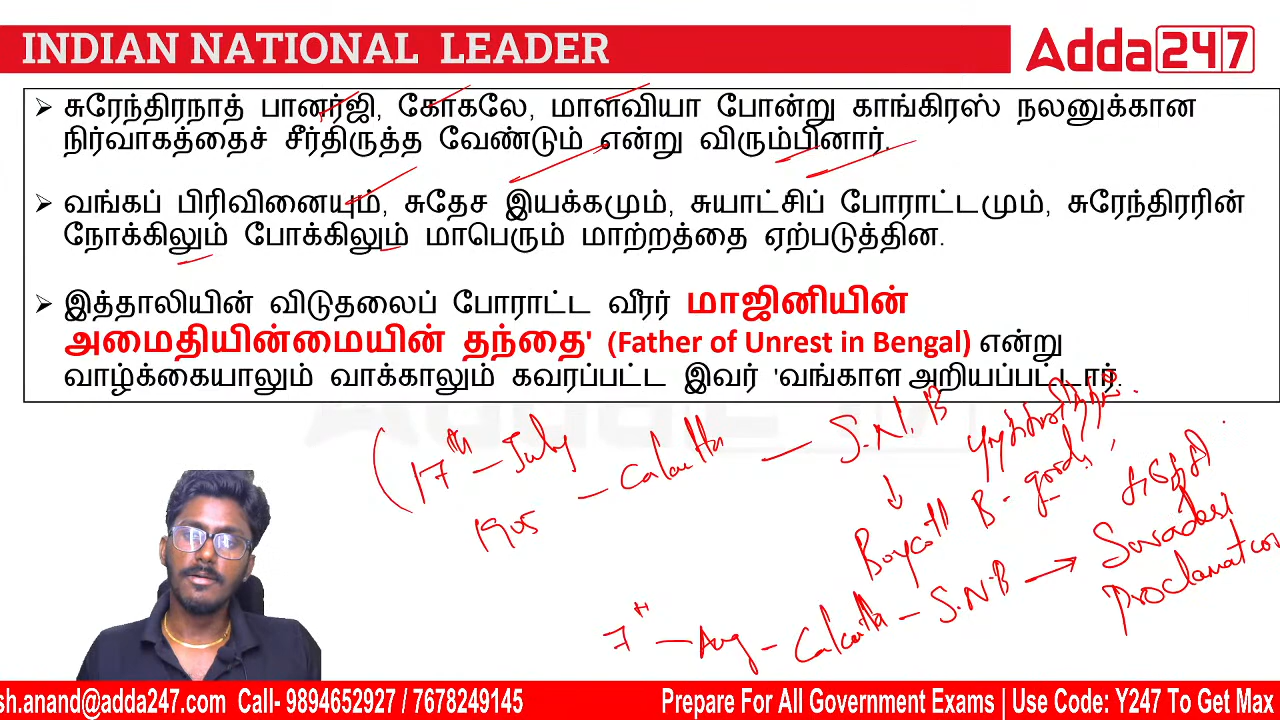 INDIAN NATIONAL LEADER
Adda247
சுரேந்திரநாத் பானர்ஜி, கோகலே, மாளவியா போன்று காங்கிரஸ் நலனுக்கான
நிர்வாகத்தைச் சீர்திருத்த வேண்டும் என்று விரும்பினார்.
வங்கப் பிரிவினையும், சுதேச இயக்கமும், சுயாட்சிப் போராட்டமும், சுரேந்திரரின்
நோக்கிலும் போக்கிலும் மாபெரும் மாற்றத்தை ஏற்படுத்தின.
இத்தாலியின் விடுதலைப் போராட்ட வீரர் மாஜினியின்
அமைதியின்மையின் தந்தை' (Father of Unrest in Bengal) என்று
வாழ்க்கையாலும் வாக்காலும் கவரப்பட்ட இவர் 'வங்காள அறியப்பட்டார்.
(17th - July
1905 - Calcutta - S.N.B
Boycott B - goods,
சுதேசி
7th - Aug - Calcutta - S.N.B → Swadesi
Proclamation
sh.anand@adda247.com Call- 9894652927 / 7678249145
Prepare For All Government Exams | Use Code: Y247 To Get Max